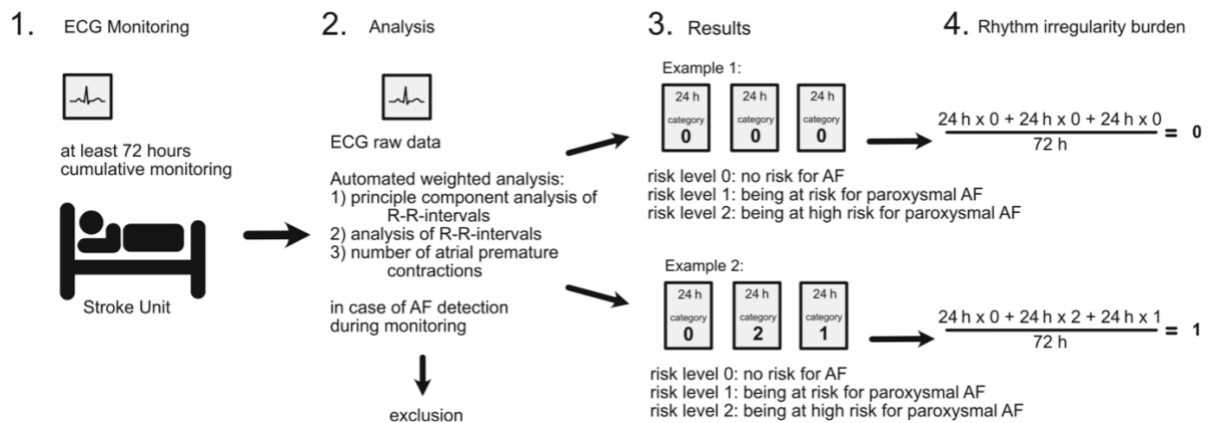 1. ECG Monitoring
at least 72 hours
cumulative monitoring
Stroke Unit
2. Analysis
ECG raw data
Automated weighted analysis:
1) principle component analysis of
R-R-intervals
2) analysis of R-R-intervals
3) number of atrial premature
contractions
in case of AF detection
during monitoring
exclusion
3. Results
Example 1:
24 h 24 h 24 h
category category category
0 0 0
risk level 0: no risk for AF
risk level 1: being at risk for paroxysmal AF
risk level 2: being at high risk for paroxysmal AF
Example 2:
24 h 24 h 24 h
category category category
0 2 1
risk level 0: no risk for AF
risk level 1: being at risk for paroxysmal AF
risk level 2: being at high risk for paroxysmal AF
4. Rhythm irregularity burden
24 h x 0 + 24 h x 0 + 24 h x 0
72 h
= 0
24 h x 0 + 24 h x 2 + 24 h x 1
72 h
= 1